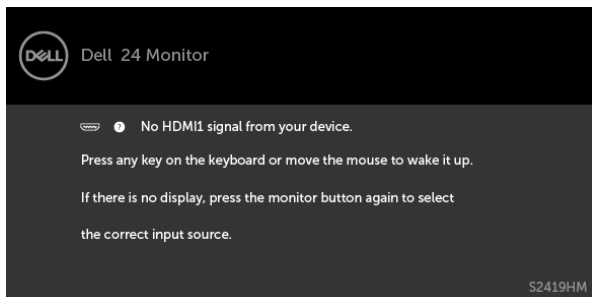 DELL Dell 24 Monitor
? No HDMI1 signal from your device.
Press any key on the keyboard or move the mouse to wake it up.
If there is no display, press the monitor button again to select
the correct input source.
S2419HM